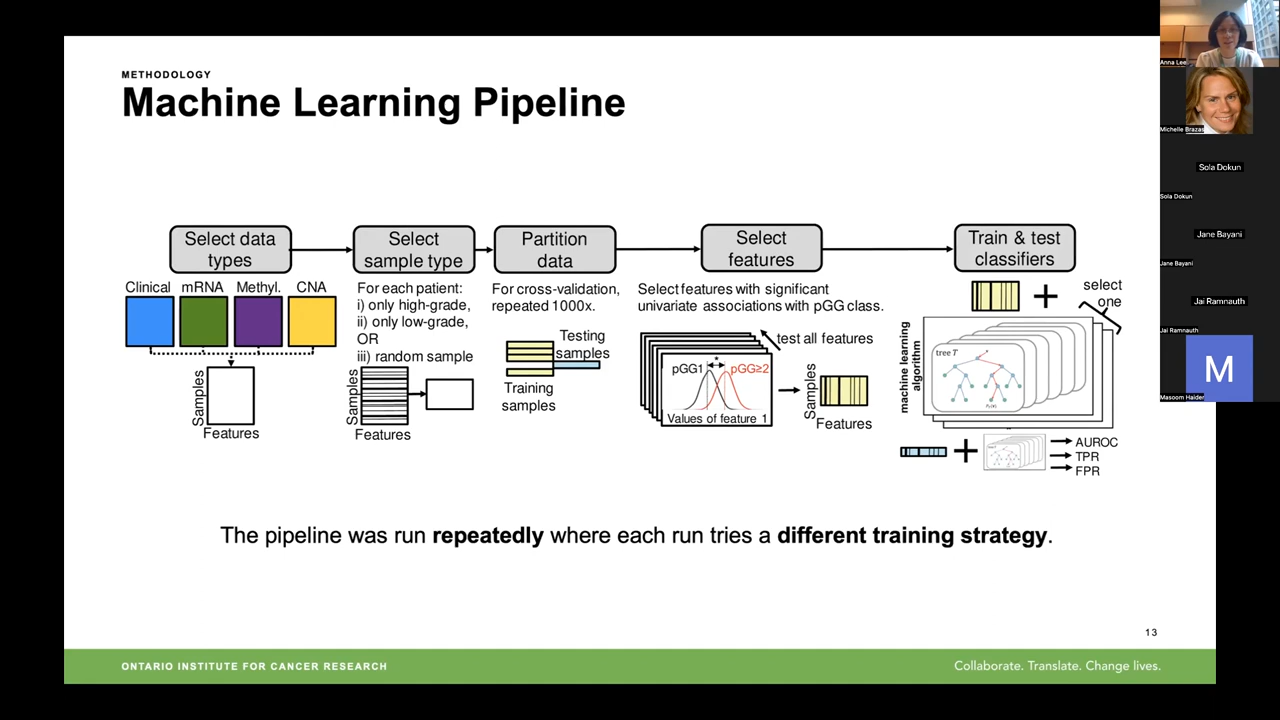 METHODOLOGY
Machine Learning Pipeline
Select data
types
Select
sample type
Partition
data
Select
features
Train & test
classifiers
Clinical mRNA Methyl. CNA
Samples
Features
For each patient:
i) only high-grade,
ii) only low-grade,
OR
iii) random sample
Samples
Features
For cross-validation,
repeated 1000x.
Testing
samples
Training
samples
Select features with significant
univariate associations with pGG class.
test all features
pGG1
*
pGG≥2
Values of feature 1
Samples
Features
select
one
machine learning
algorithm
tree T
AUROC
TPR
FPR
The pipeline was run repeatedly where each run tries a different training strategy.
13
ONTARIO INSTITUTE FOR CANCER RESEARCH
Collaborate. Translate. Change lives.
Anna Lee
Michelle Brazas
Sola Dokun
Sola Dokun
Jane Bayani
Jane Bayani
Jai Ramnauth
Jai Ramnauth
M
Masoom Haider